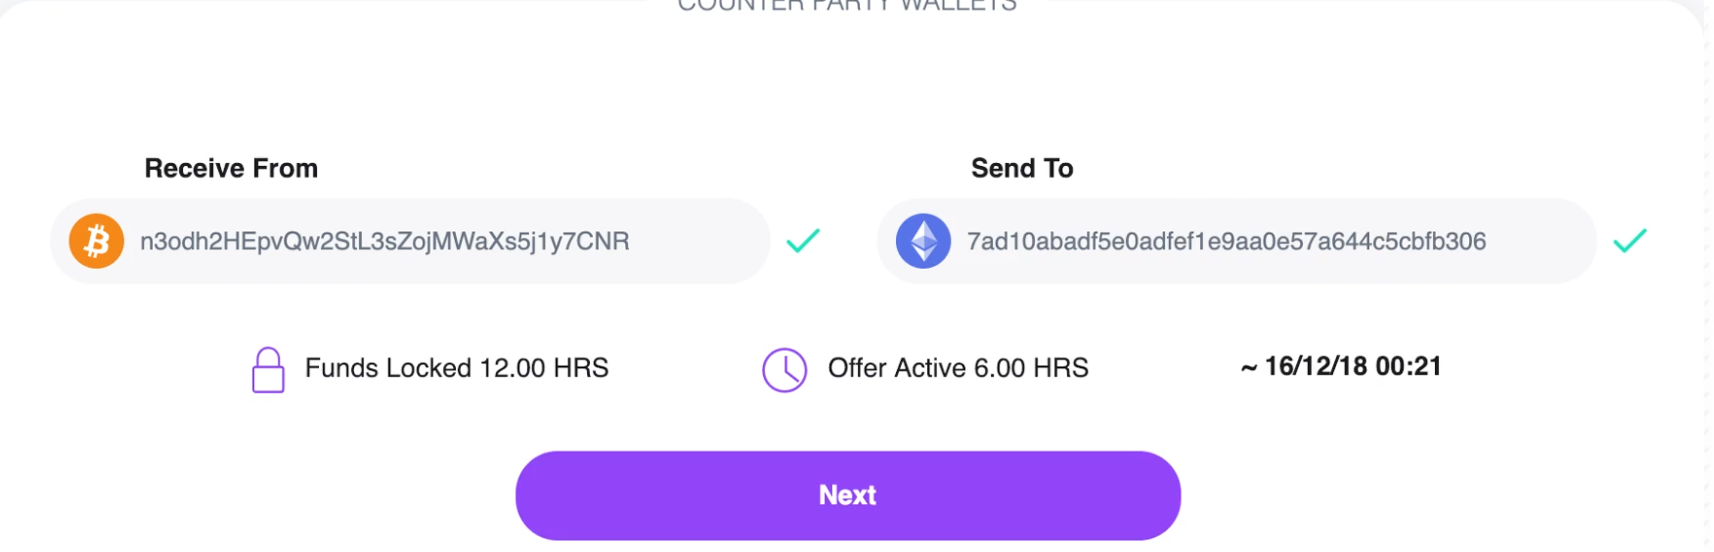 COUNTER PARTY WALLETS
Receive From
Send To
n3odh2HEpvQw2StL3sZojMWaXs5j1y7CNR
7ad10abadf5e0adfef1e9aa0e57a644c5cbfb306
Funds Locked 12.00 HRS
Offer Active 6.00 HRS
~ 16/12/18 00:21
Next